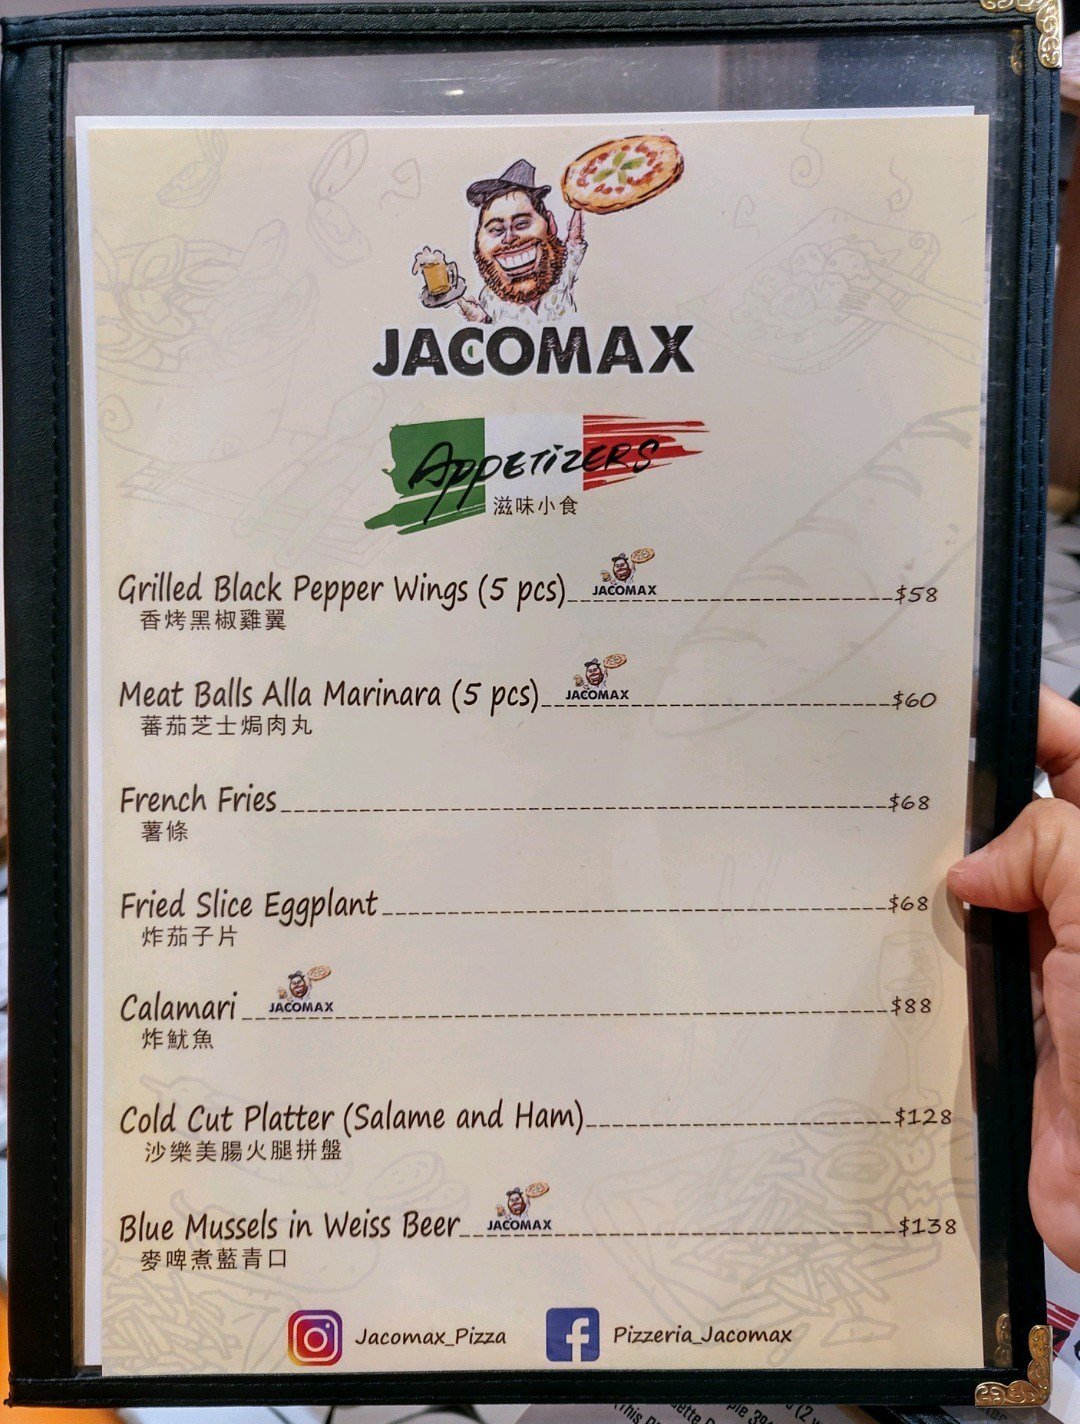 JACOMAX
APPETIZERS
滋味小食
Grilled Black Pepper Wings (5 pcs) JACOMAX $58
香烤黑椒雞翼
Meat Balls Alla Marinara (5 pcs) JACOMAX $60
蕃茄芝士焗肉丸
French Fries $68
薯條
Fried Slice Eggplant $68
炸茄子片
Calamari JACOMAX $88
炸魷魚
Cold Cut Platter (Salame and Ham) $128
沙樂美腸火腿拼盤
Blue Mussels in Weiss Beer JACOMAX $138
麥啤煮藍青口
Jacomax_Pizza Pizzeria_Jacomax